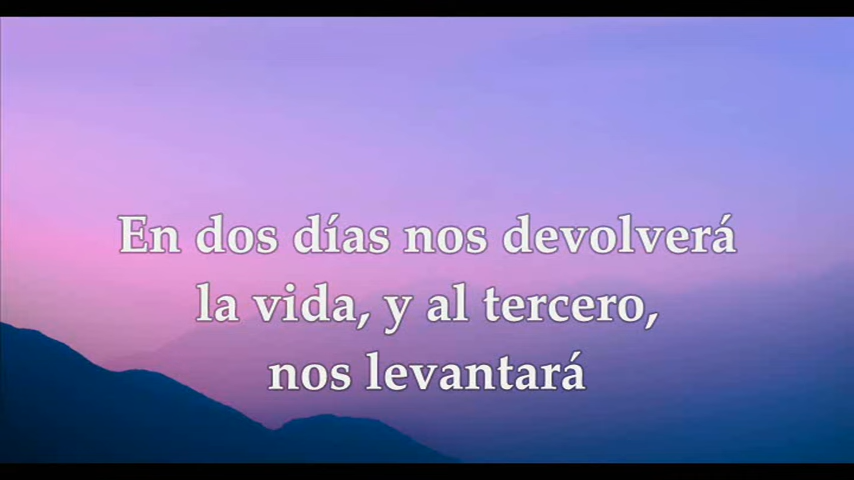 En dos días nos devolverá
la vida, y al tercero,
nos levantará